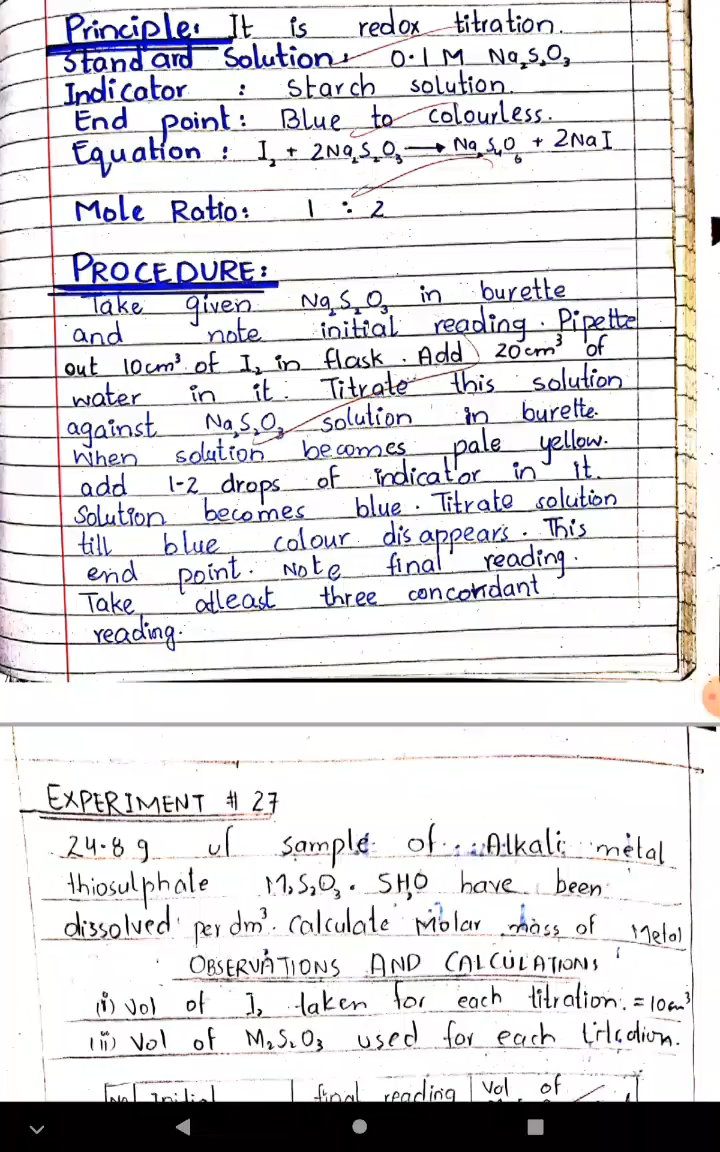 Principle: It is redox titration.
Standard Solution: 0.1 M Na₂S₂O₃
Indicator : Starch solution.
End point: Blue to colourless.
Equation : I₂ + 2Na₂S₂O₃ → Na₂S₄O₆ + 2NaI
Mole Ratio: 1 : 2
PROCEDURE:
Take given Na₂S₂O₃ in burette
and note initial reading. Pipette
out 10cm³ of I₂ in flask. Add 20cm³ of
water in it. Titrate this solution
against Na₂S₂O₃ solution in burette.
When solution becomes pale yellow.
add 1-2 drops of indicator in it.
Solution becomes blue. Titrate solution
till blue colour disappears. This
end point. Note final reading.
Take atleast three concordant
reading.
EXPERIMENT # 27
24.8 g of sample of Alkali metal
thiosulphate M₂S₂O₃. 5H₂O have been
dissolved per dm³. Calculate Molar mass of Metal
OBSERVATIONS AND CALCULATIONS
(i) Vol of I₂ taken for each titration. = 10cm³
(ii) Vol of M₂S₂O₃ used for each titration.
No Initial final reading Vol of